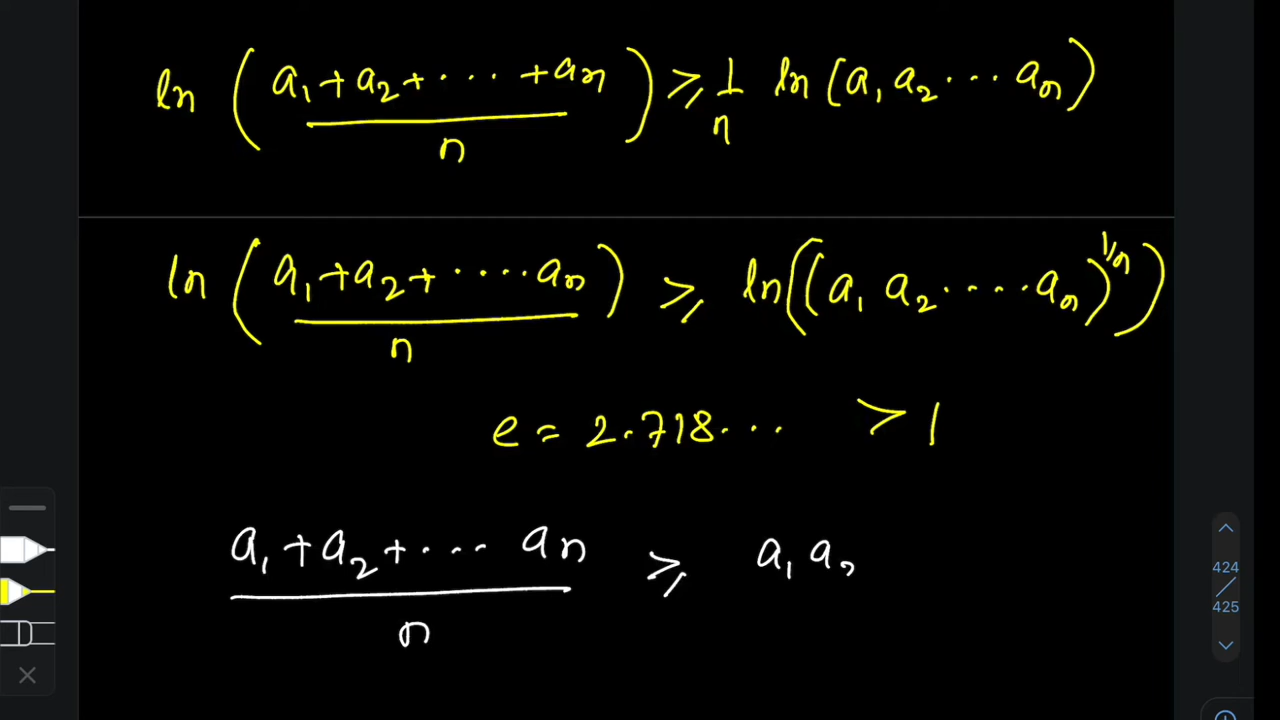 ln ( (a₁+a₂+....+aₙ)/n ) ⩾ 1/n ln (a₁ a₂ ... aₙ)
ln ( (a₁+a₂+....aₙ)/n ) ⩾ ln((a₁ a₂ .... aₙ)^1/n)
e = 2.718... > 1
(a₁+a₂+... aₙ)/n ⩾ a₁ a₂
424
425